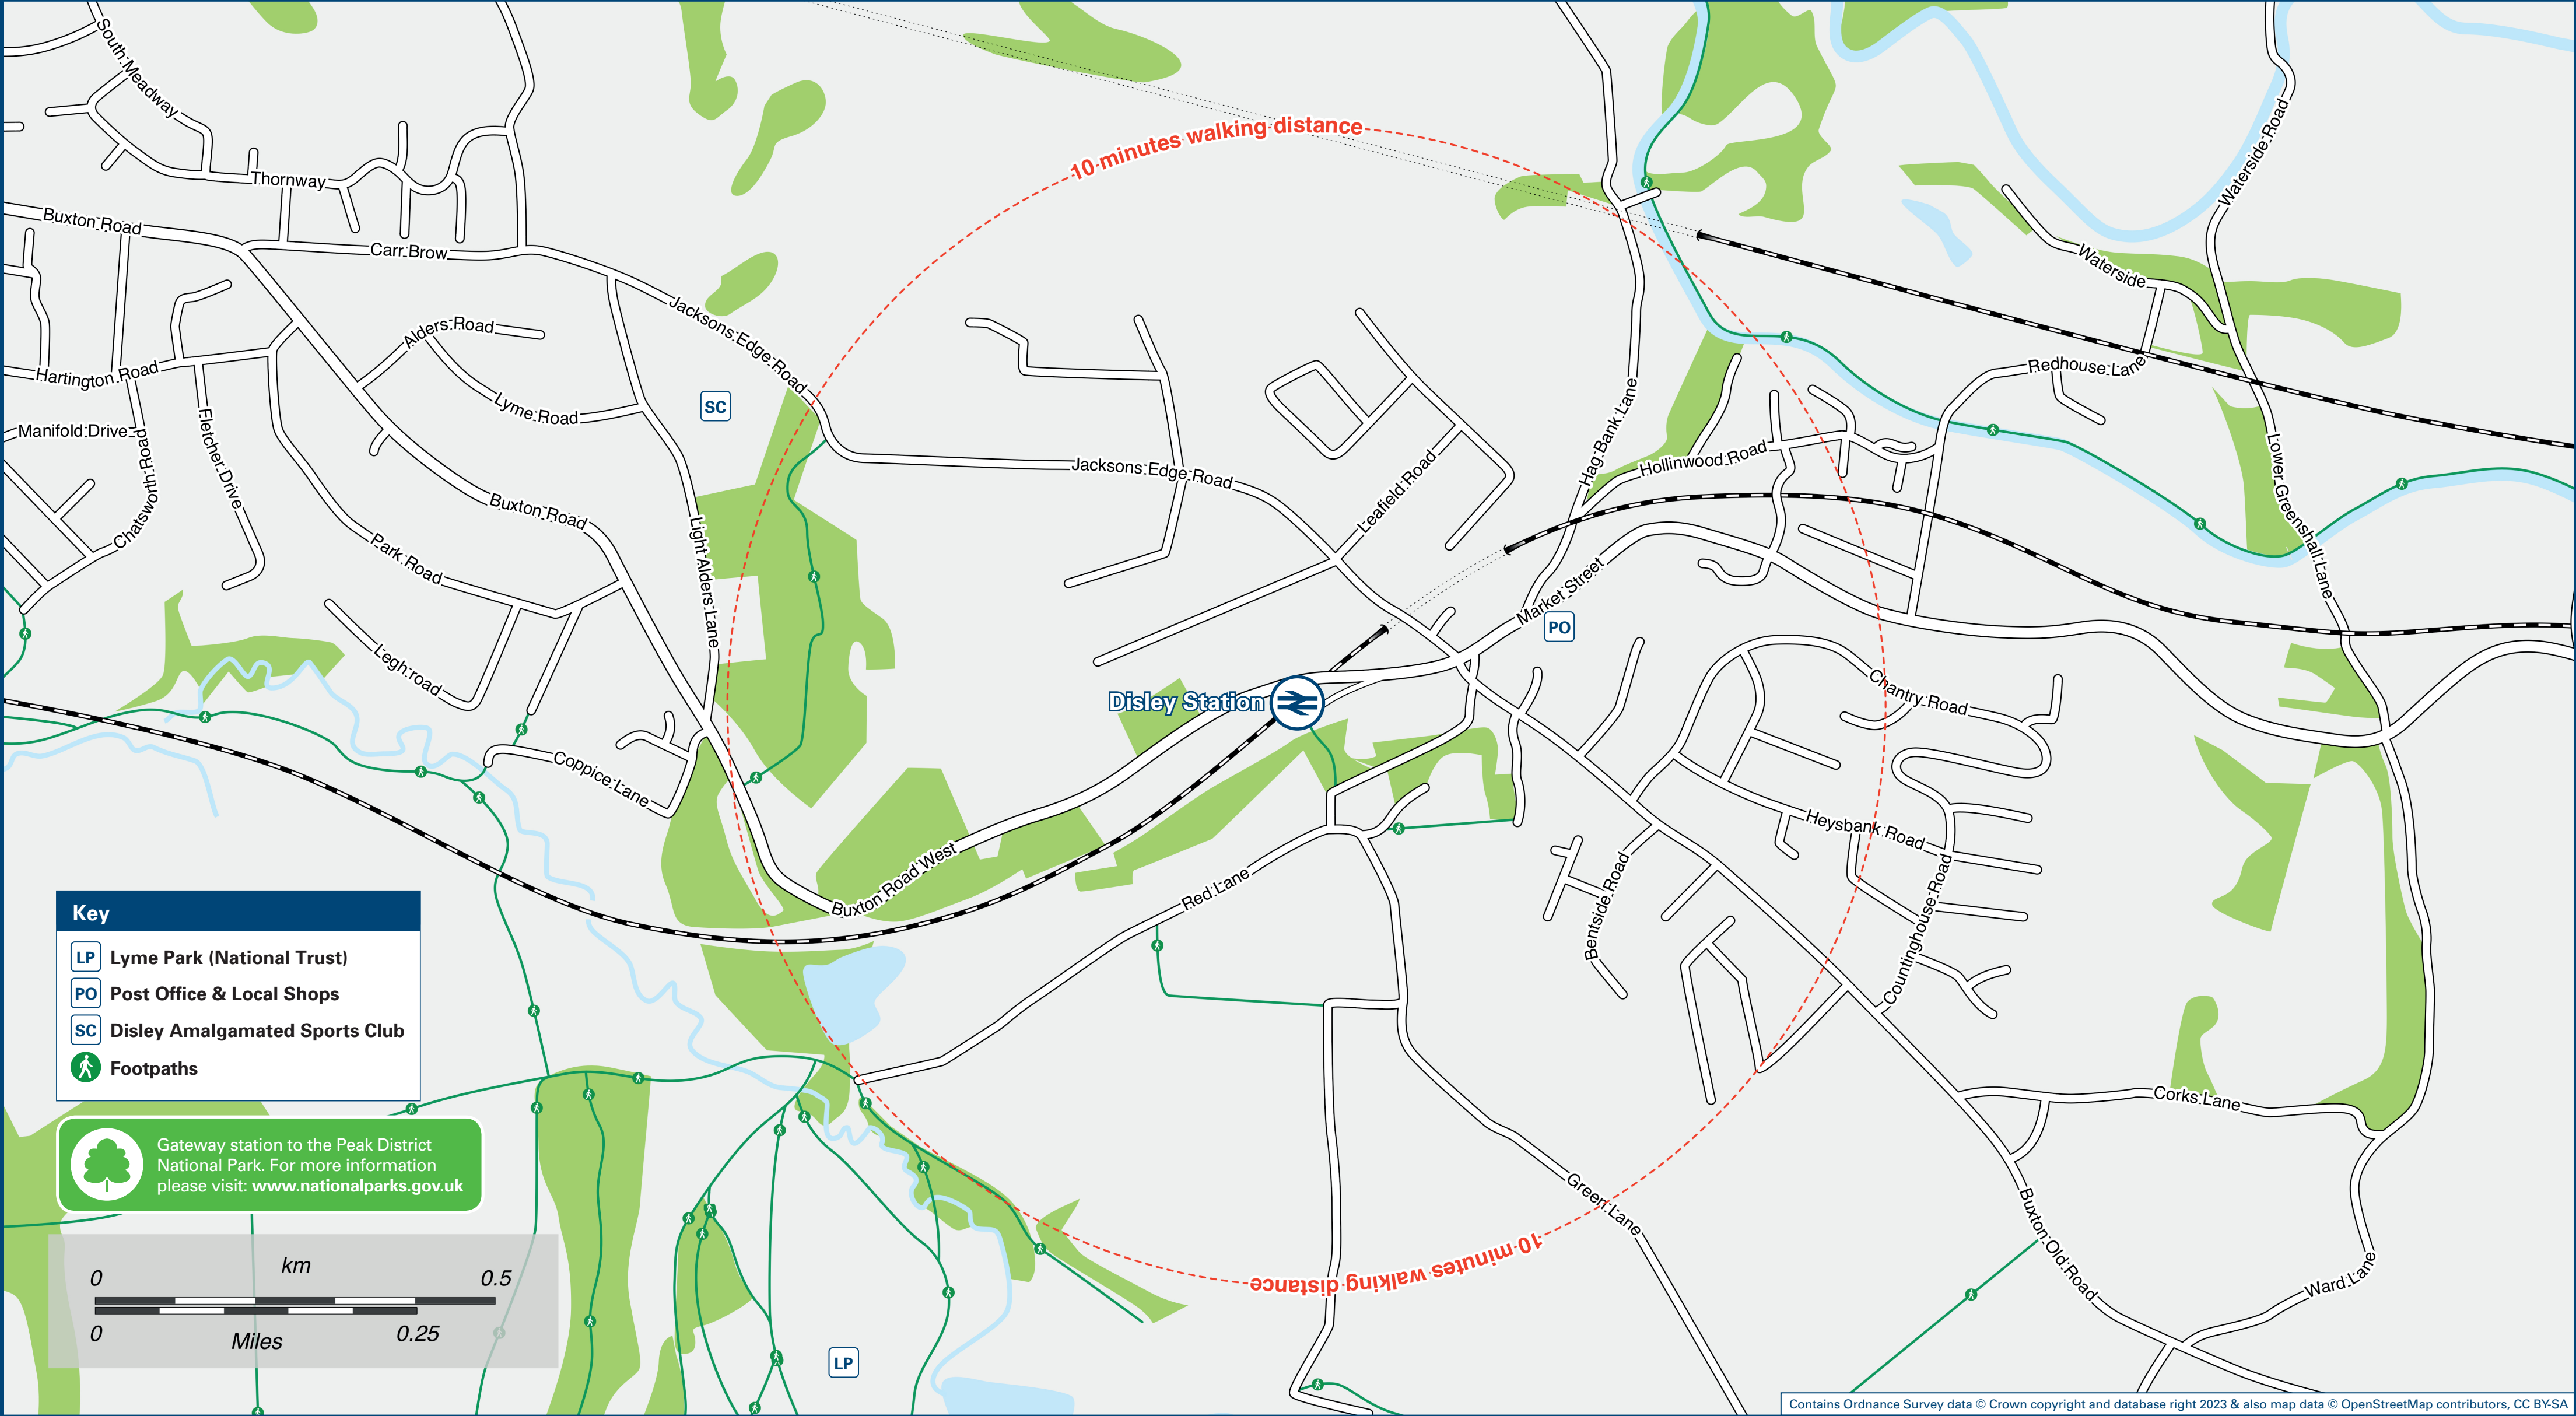 South Meadway
10 minutes walking distance
Waterside Road
Thornway
Buxton Road
Carr Brow
Waterside
Jacksons Edge Road
Alders Road
Hartington Road
Redhouse Lane
Lyme Road
SC
Hag Bank Lane
Manifold Drive
Fletcher Drive
Chatsworth Road
Hollinwood Road
Jacksons Edge Road
Leafield Road
Lower Greenshall Lane
Buxton Road
Light Alders Lane
Park Road
Market Street
PO
Legh road
Disley Station
Chantry Road
Coppice Lane
Heysbank Road
Buxton Road West
Red Lane
Bentside Road
Countinghouse Road
Key
LP Lyme Park (National Trust)
PO Post Office & Local Shops
SC Disley Amalgamated Sports Club
Footpaths
Corks Lane
Gateway station to the Peak District
National Park. For more information
please visit: www.nationalparks.gov.uk
Green Lane
Buxton Old Road
Ward Lane
10 minutes walking distance
km
0 0.5
0 0.25
Miles
LP
Contains Ordnance Survey data © Crown copyright and database right 2023 & also map data © OpenStreetMap contributors, CC BY-SA